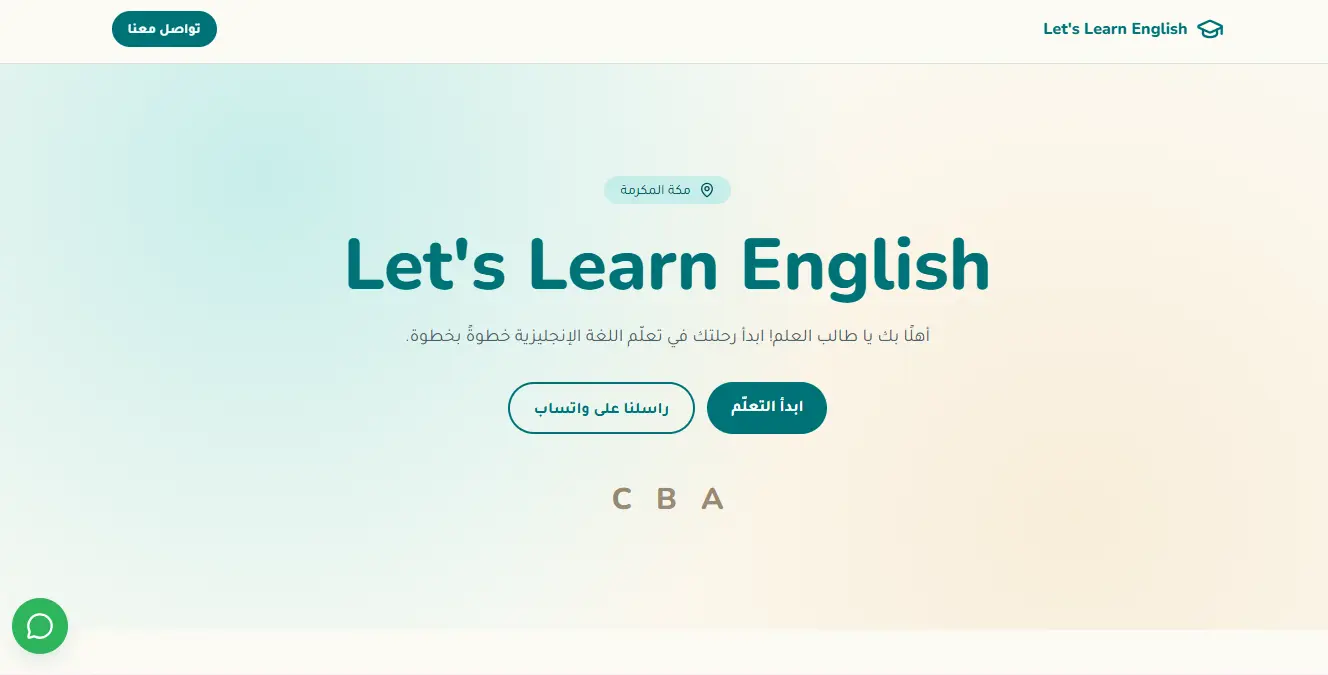 Let's Learn English
تواصل معنا
مكة المكرمة
Let's Learn English
أهلًا بك يا طالب العلم! ابدأ رحلتك في تعلّم اللغة الإنجليزية خطوةً بخطوة.
ابدأ التعلّم
راسلنا على واتساب
A B C